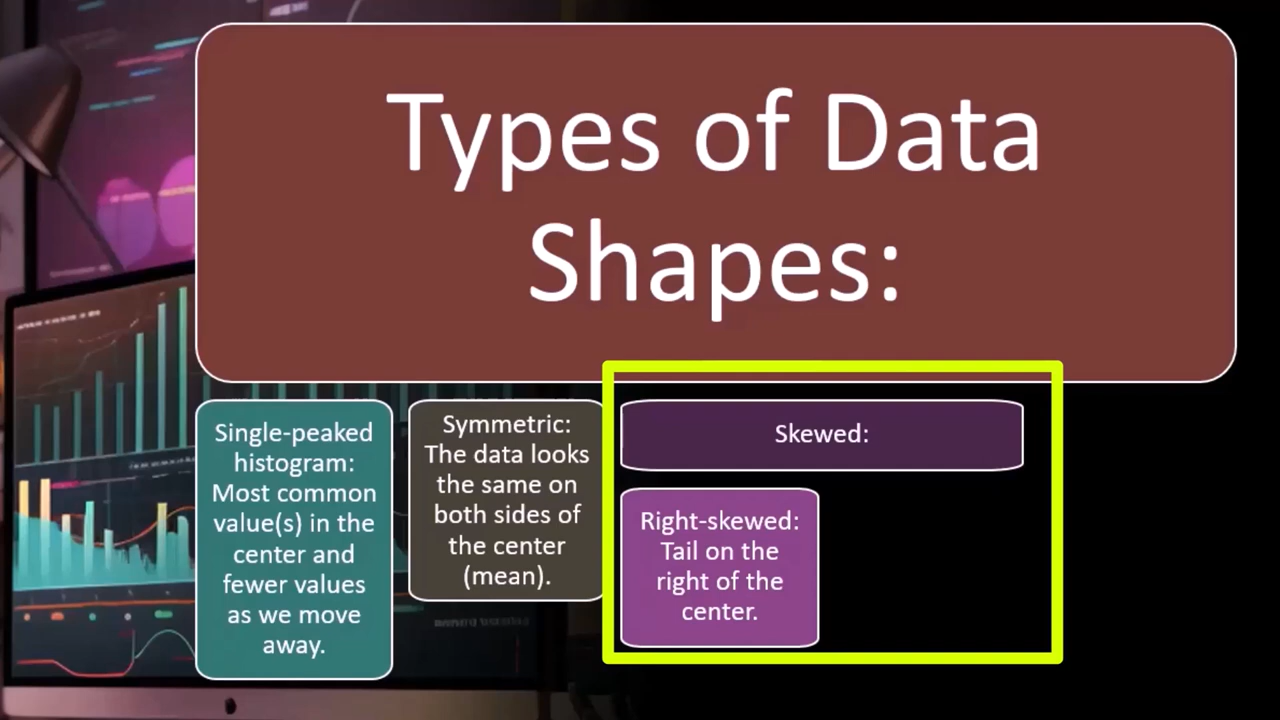 Types of Data
Shapes:
Single-peaked
histogram:
Most common
value(s) in the
center and
fewer values
as we move
away.
Symmetric:
The data looks
the same on
both sides of
the center
(mean).
Skewed:
Right-skewed:
Tail on the
right of the
center.